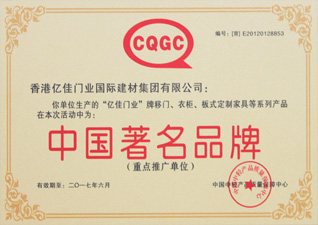 CQGC
编号: [賞] E20120128853
香港亿佳门业国际建材集团有限公司：
你单位生产的“亿佳门业”牌移门、衣柜、板式定制家具等系列产品
在本次活动中为：
中国著名品牌
（重点推广单位）
有效期至：二〇一七年六月
中国中轻产品质量保障中心